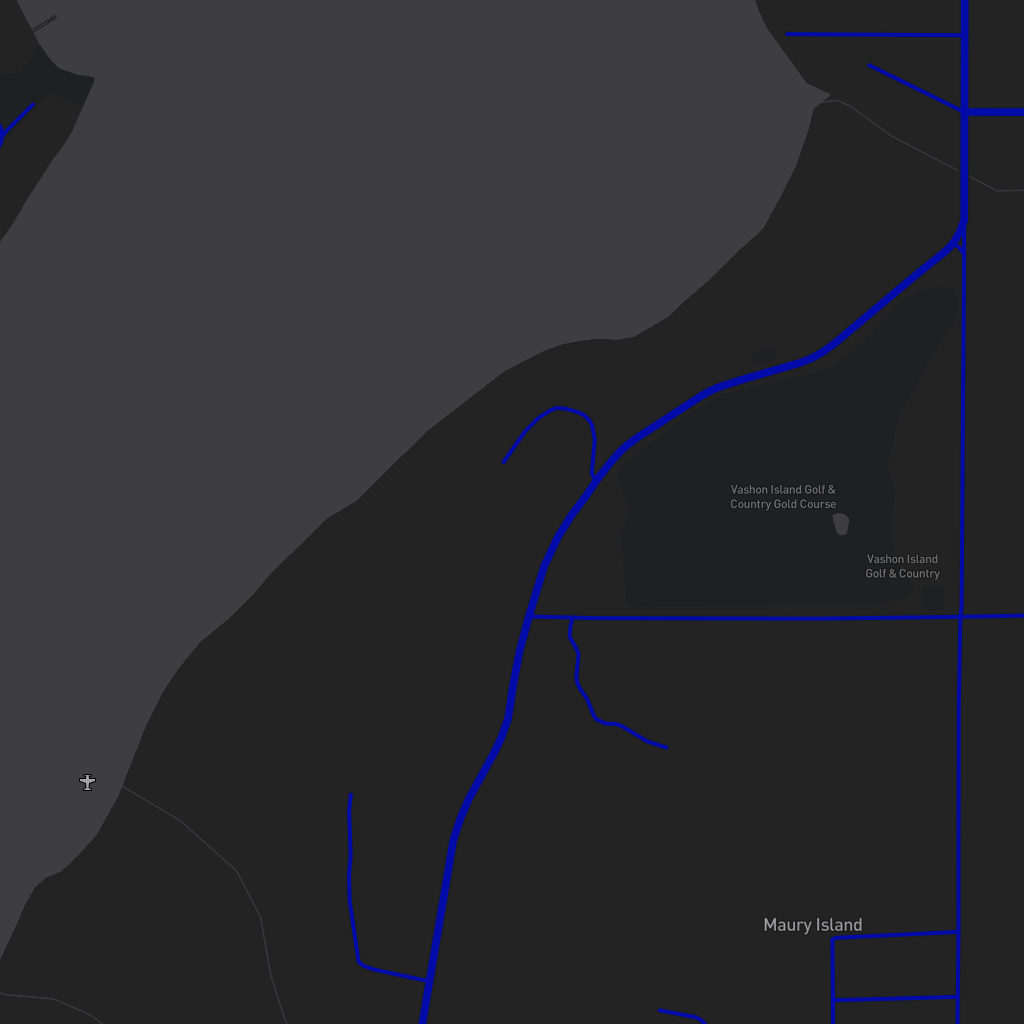 Vashon Island Golf &
Country Gold Course
Vashon Island
Golf & Country
Maury Island